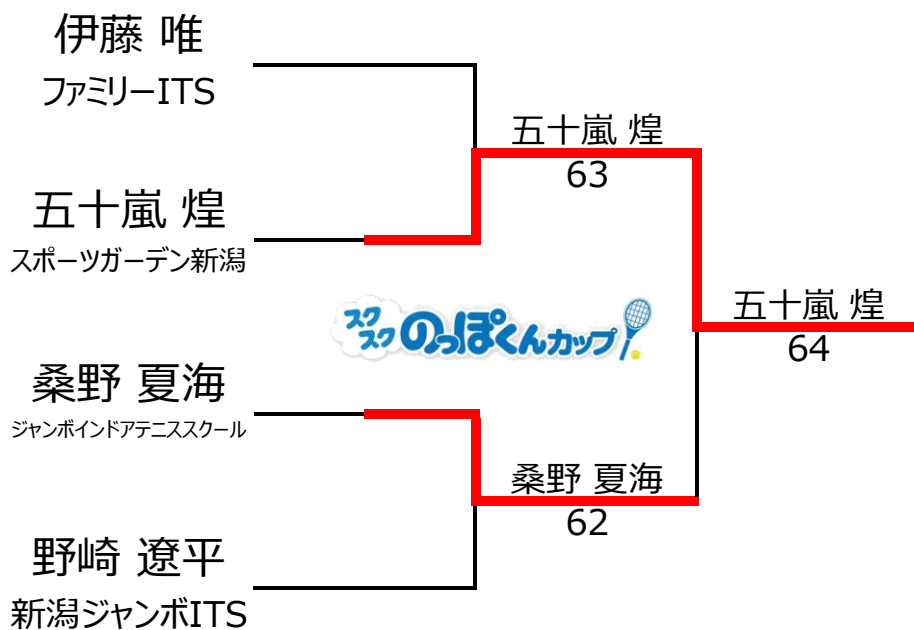 伊藤 唯
ファミリーITS
五十嵐 煌
63
五十嵐 煌
スポーツガーデン新潟
スクスクのっぽくんカップ
五十嵐 煌
64
桑野 夏海
ジャンボインドアテニススクール
桑野 夏海
62
野崎 遼平
新潟ジャンボITS